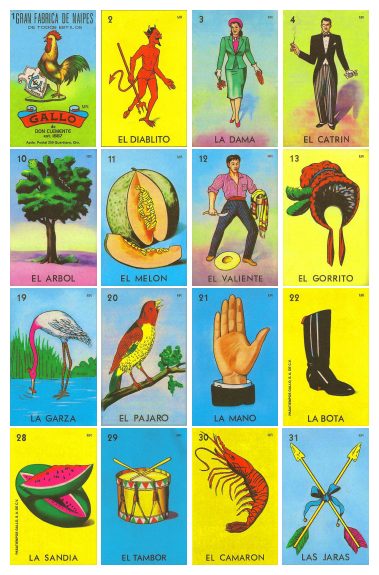 1
GRAN FABRICA DE NAIPES
DE TODOS ESTILOS
GALLO
de
DON CLEMENTE
2
EL DIABLITO
3
LA DAMA
4
EL CATRIN
10
EL ARBOL
11
EL MELON
12
EL VALIENTE
13
EL GORRITO
19
LA GARZA
20
EL PAJARO
21
LA MANO
22
LA BOTA
28
LA SANDIA
29
EL TAMBOR
30
EL CAMARON
31
LAS JARAS